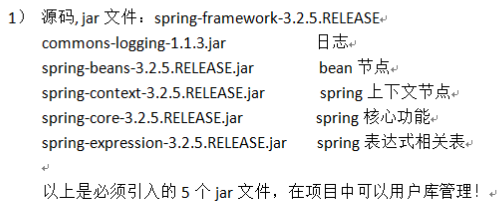 1） 源码, jar 文件：spring-framework-3.2.5.RELEASE
commons-logging-1.1.3.jar 日志
spring-beans-3.2.5.RELEASE.jar bean 节点
spring-context-3.2.5.RELEASE.jar spring 上下文节点
spring-core-3.2.5.RELEASE.jar spring 核心功能
spring-expression-3.2.5.RELEASE.jar spring 表达式相关表
以上是必须引入的 5 个 jar 文件，在项目中可以用户库管理！